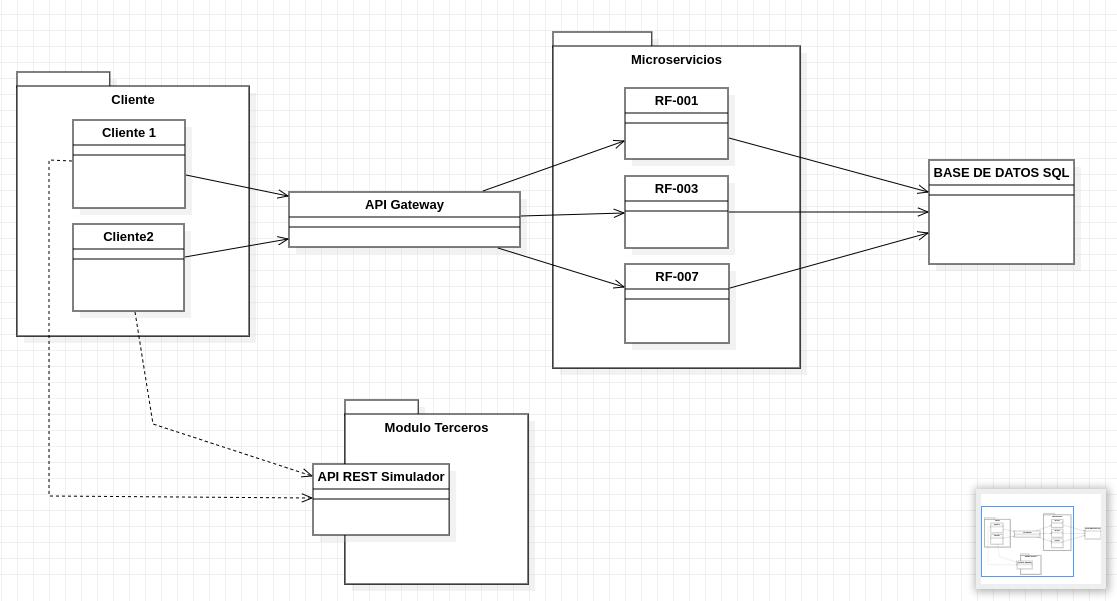 Cliente
Cliente 1
Cliente2
API Gateway
Microservicios
RF-001
RF-003
RF-007
BASE DE DATOS SQL
Modulo Terceros
API REST Simulador